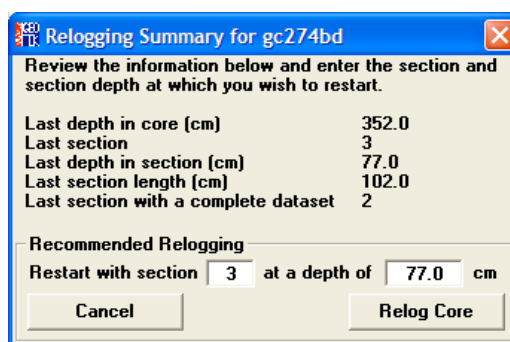 Relogging Summary for gc274bd
Review the information below and enter the section and
section depth at which you wish to restart.
Last depth in core (cm) 352.0
Last section 3
Last depth in section (cm) 77.0
Last section length (cm) 102.0
Last section with a complete dataset 2
Recommended Relogging
Restart with section 3 at a depth of 77.0 cm
Cancel Relog Core